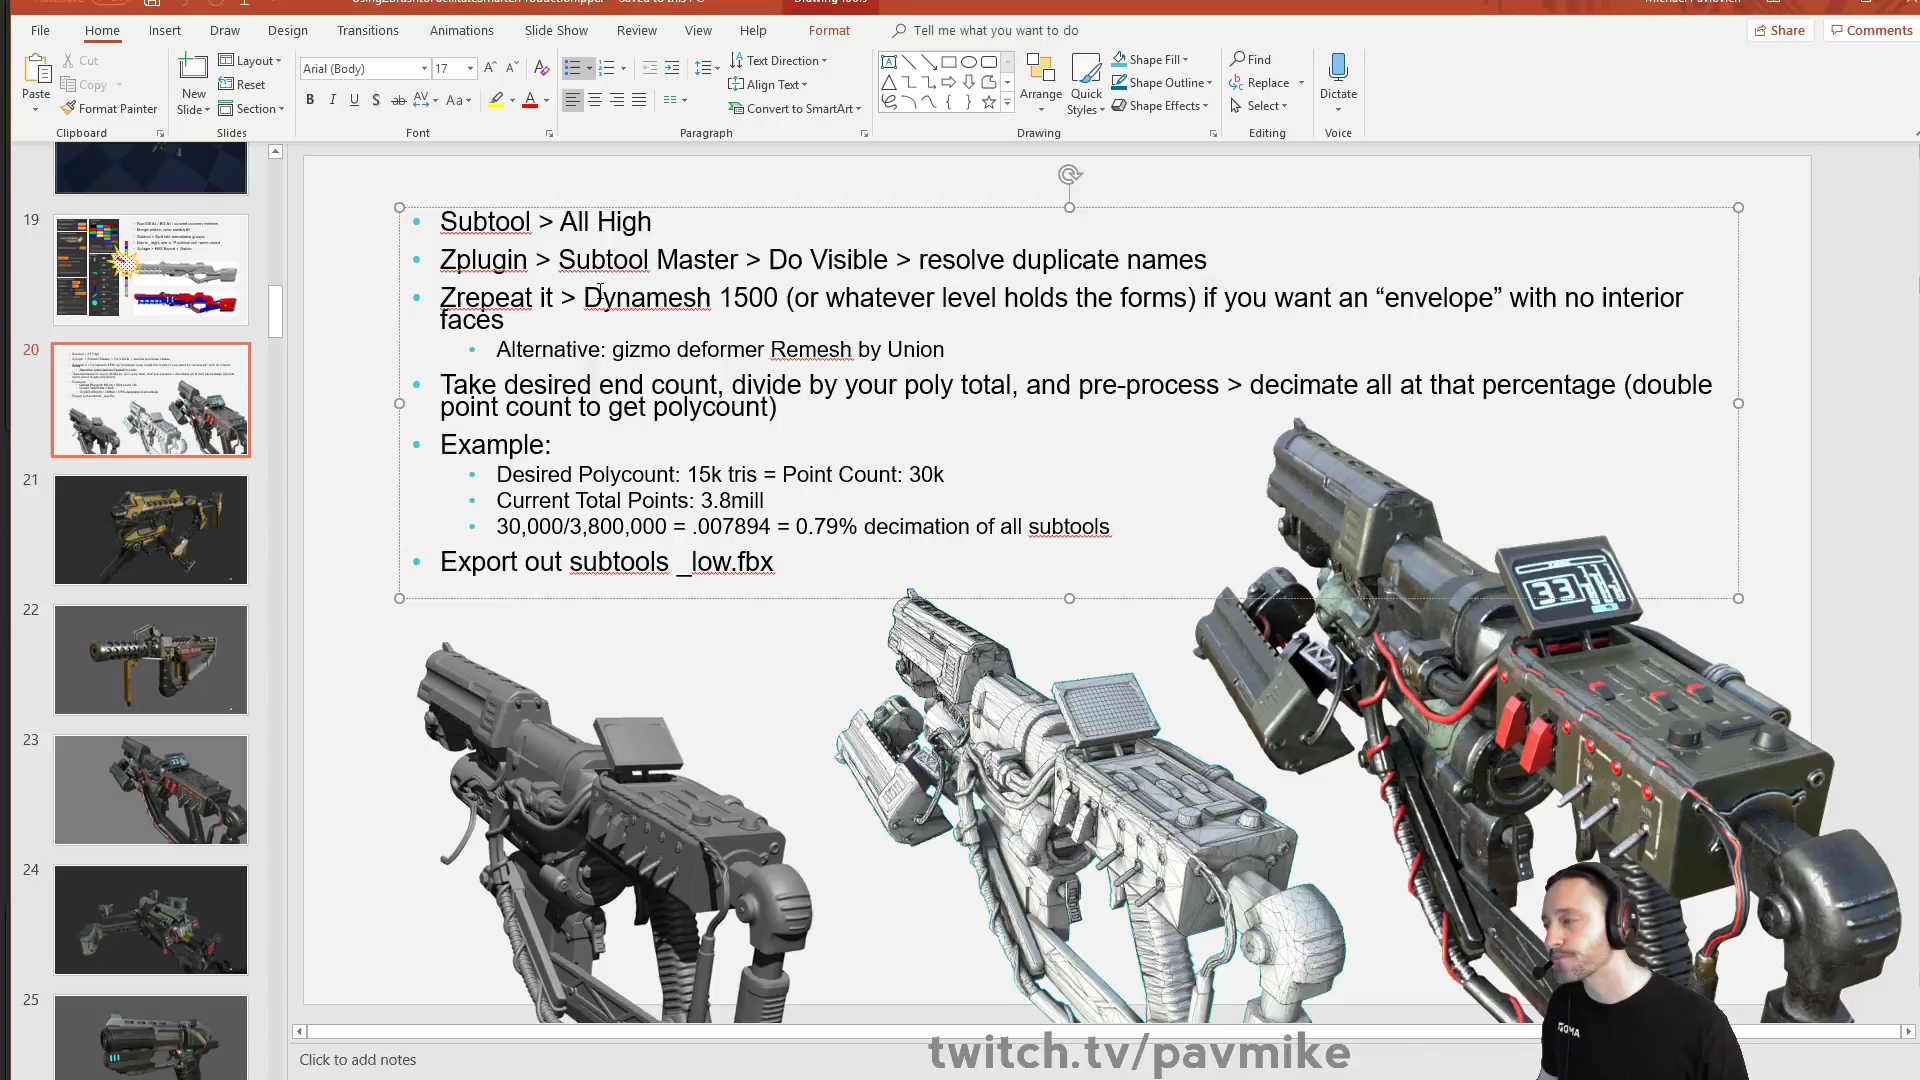 File Home Insert Draw Design Transitions Animations Slide Show Review View Help Format Tell me what you want to do Share Comments
Paste
Cut
Copy
Format Painter
Clipboard
New Slide
Layout
Reset
Section
Slides
Arial (Body) 17
Font
Text Direction
Align Text
Convert to SmartArt
Paragraph
Arrange
Quick Styles
Shape Fill
Shape Outline
Shape Effects
Drawing
Find
Replace
Select
Editing
Dictate
Voice
19
20
21
22
23
24
25
Subtool > All High
Zplugin > Subtool Master > Do Visible > resolve duplicate names
Zrepeat it > Dynamesh 1500 (or whatever level holds the forms) if you want an “envelope” with no interior
faces
Alternative: gizmo deformer Remesh by Union
Take desired end count, divide by your poly total, and pre-process > decimate all at that percentage (double
point count to get polycount)
Example:
Desired Polycount: 15k tris = Point Count: 30k
Current Total Points: 3.8mill
30,000/3,800,000 = .007894 = 0.79% decimation of all subtools
Export out subtools _low.fbx
Click to add notes
twitch.tv/pavmike